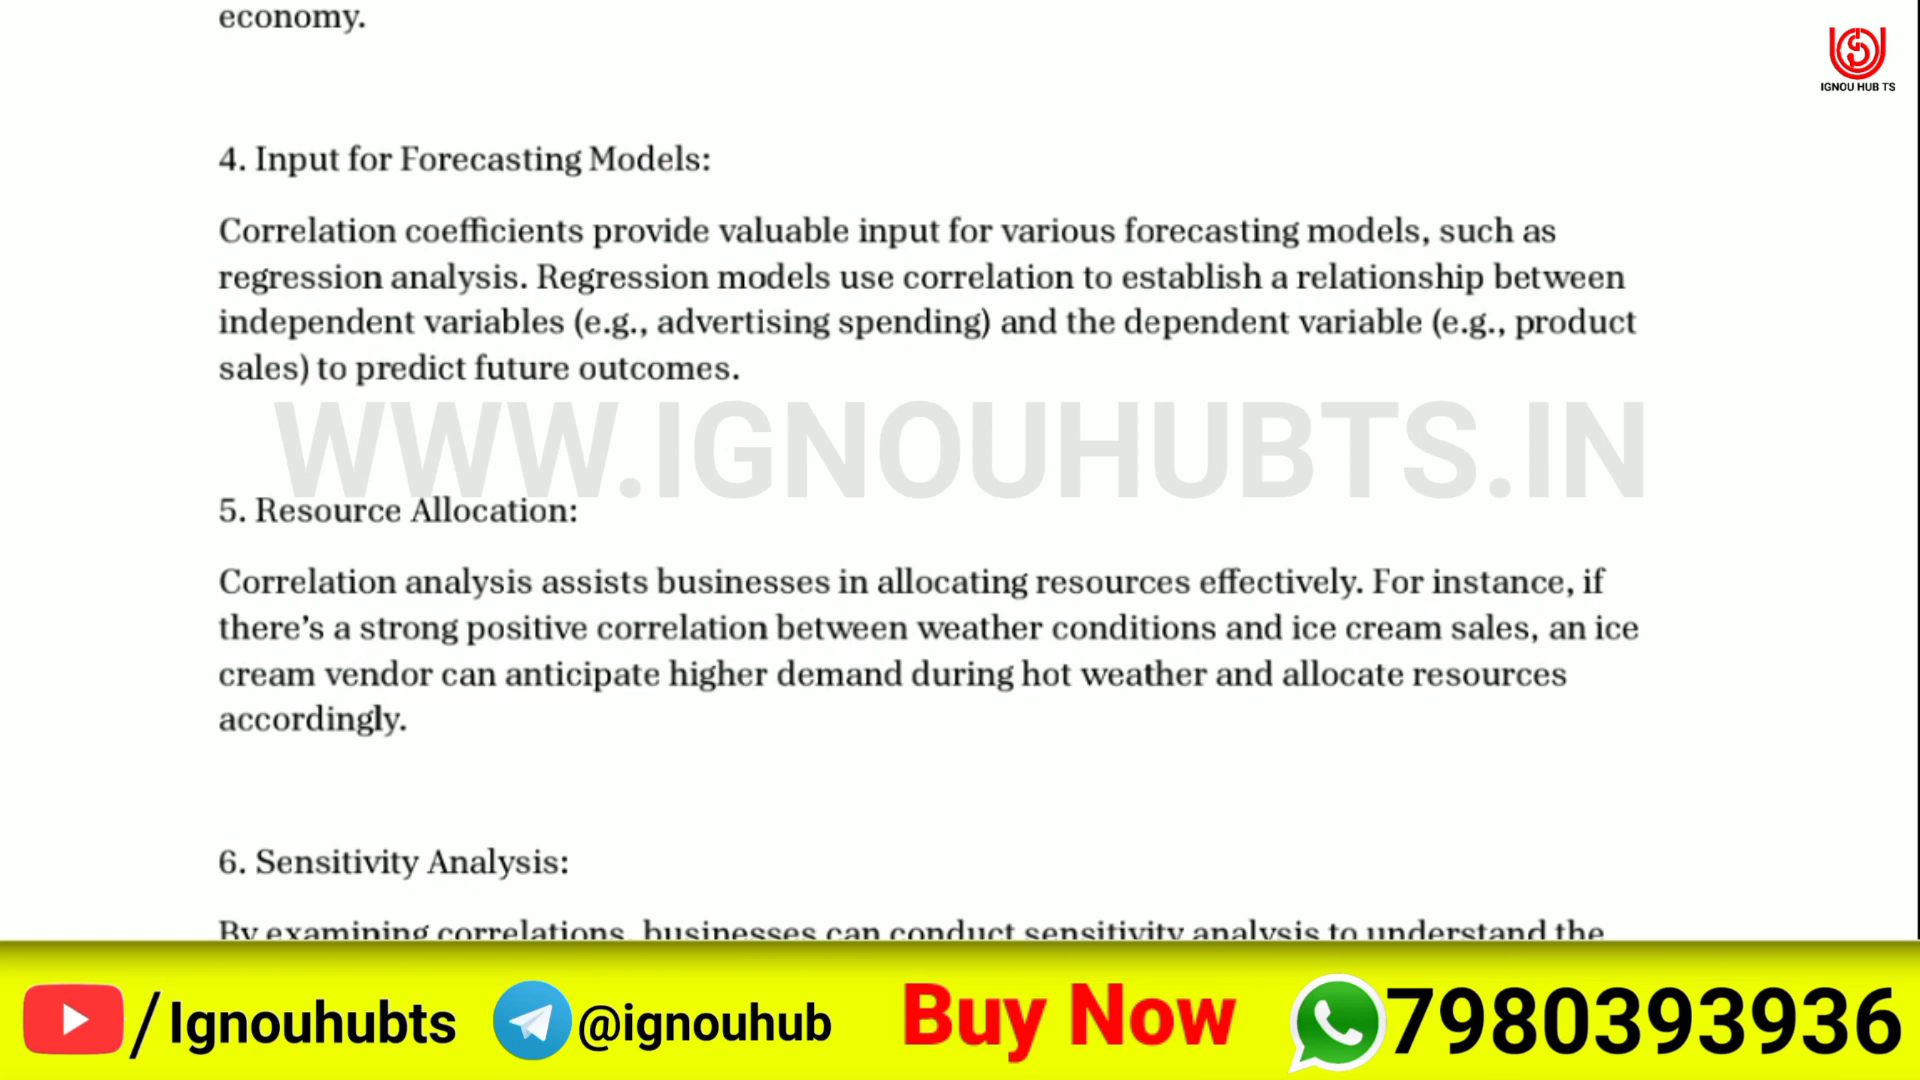 economy.
IGNOU HUB TS
4. Input for Forecasting Models:
Correlation coefficients provide valuable input for various forecasting models, such as
regression analysis. Regression models use correlation to establish a relationship between
independent variables (e.g., advertising spending) and the dependent variable (e.g., product
sales) to predict future outcomes.
WWW.IGNOUHUBTS.IN
5. Resource Allocation:
Correlation analysis assists businesses in allocating resources effectively. For instance, if
there’s a strong positive correlation between weather conditions and ice cream sales, an ice
cream vendor can anticipate higher demand during hot weather and allocate resources
accordingly.
6. Sensitivity Analysis:
By examining correlations, businesses can conduct sensitivity analysis to understand the
/Ignouhubts @ignouhub Buy Now 7980393936